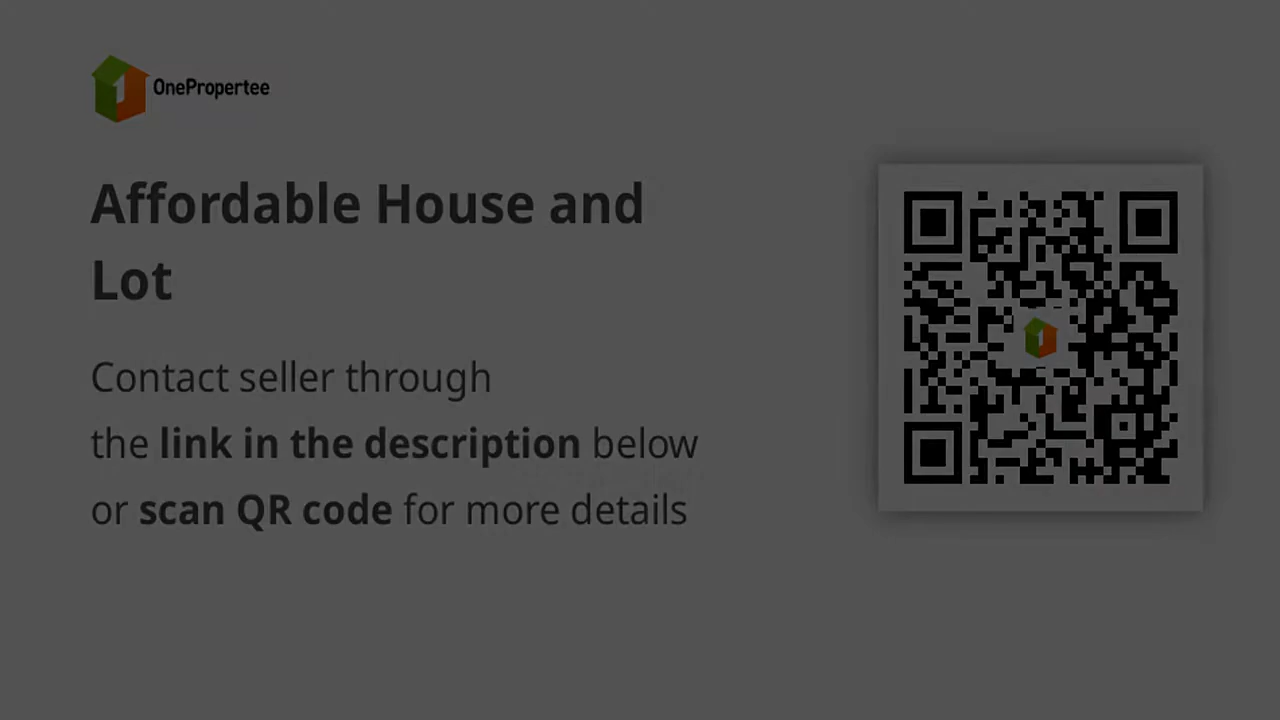 OnePropertee
Affordable House and
Lot
Contact seller through
the link in the description below
or scan QR code for more details